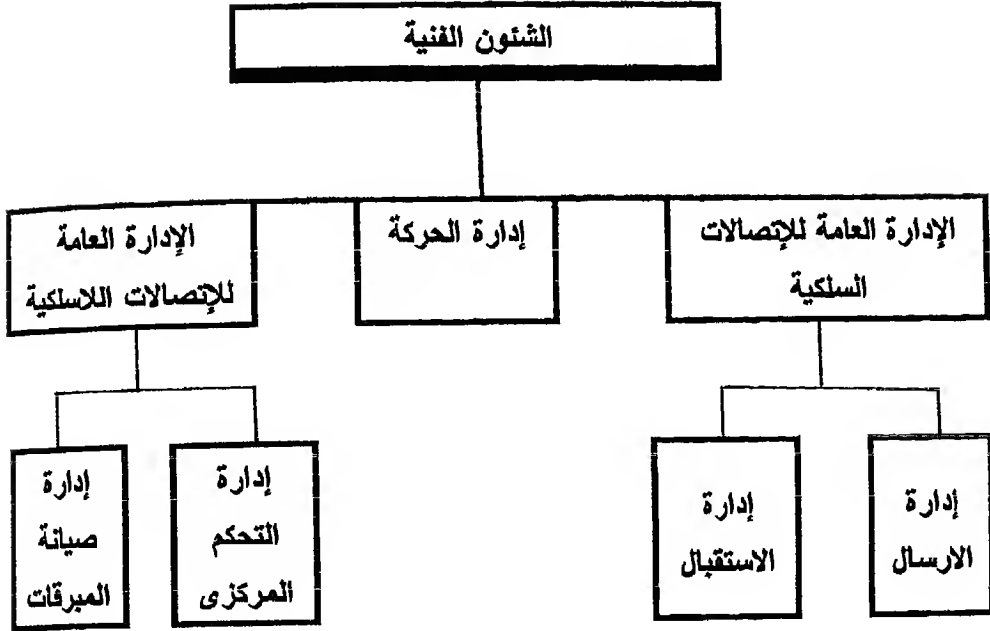 الشئون الفنية
الإدارة العامة للإتصالات
السلكية
إدارة الحركة
الإدارة العامة
للإتصالات اللاسلكية
إدارة
الارسال
إدارة
الاستقبال
إدارة
التحكم
المركزى
إدارة
صيانة
المبرقات